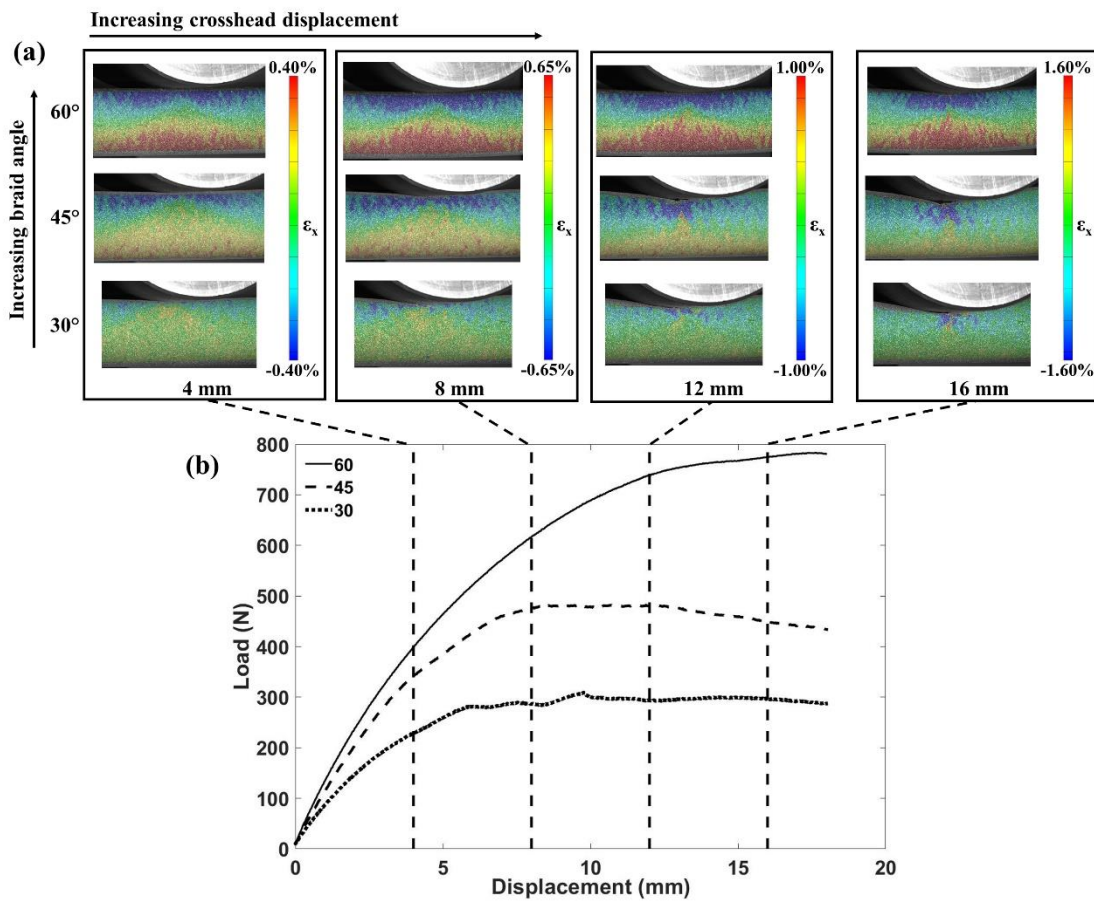 Increasing crosshead displacement
(a)
Increasing braid angle
60°
45°
30°
0.40%
εx
-0.40%
4 mm
0.65%
εx
-0.65%
8 mm
1.00%
εx
-1.00%
12 mm
1.60%
εx
-1.60%
16 mm
(b)
60
45
30
Load (N)
800
700
600
500
400
300
200
100
0
0 5 10 15 20
Displacement (mm)